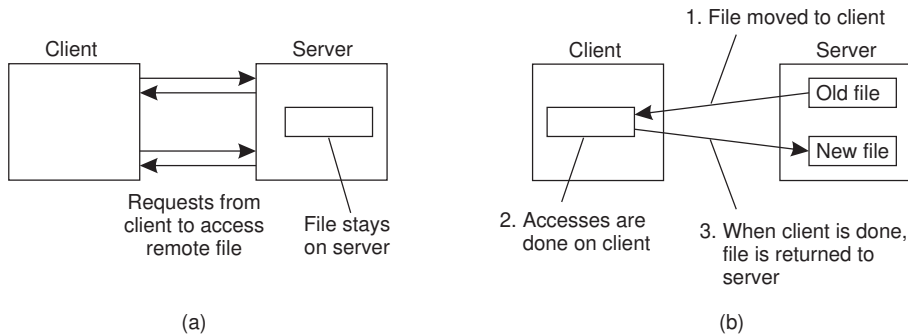 Client
Server
Requests from
client to access
remote file
File stays
on server
(a)
1. File moved to client
Client
Server
Old file
New file
2. Accesses are
done on client
3. When client is done,
file is returned to
server
(b)